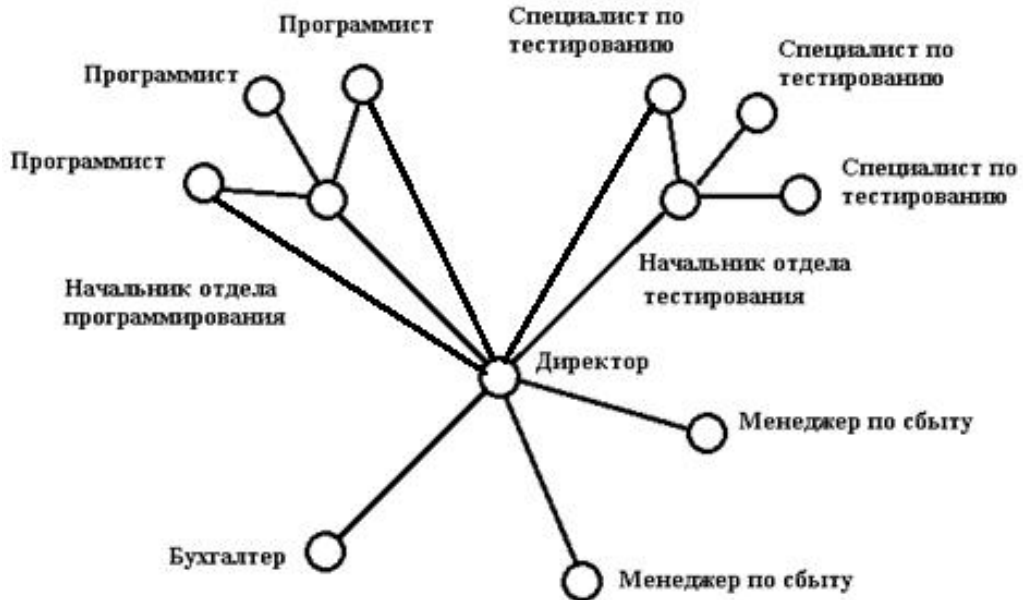 Программист
Специалист по
тестированию
Специалист по
тестированию
Программист
Программист
Специалист по
тестированию
Начальник отдела
тестирования
Начальник отдела
программирования
Директор
Менеджер по сбыту
Бухгалтер
Менеджер по сбыту